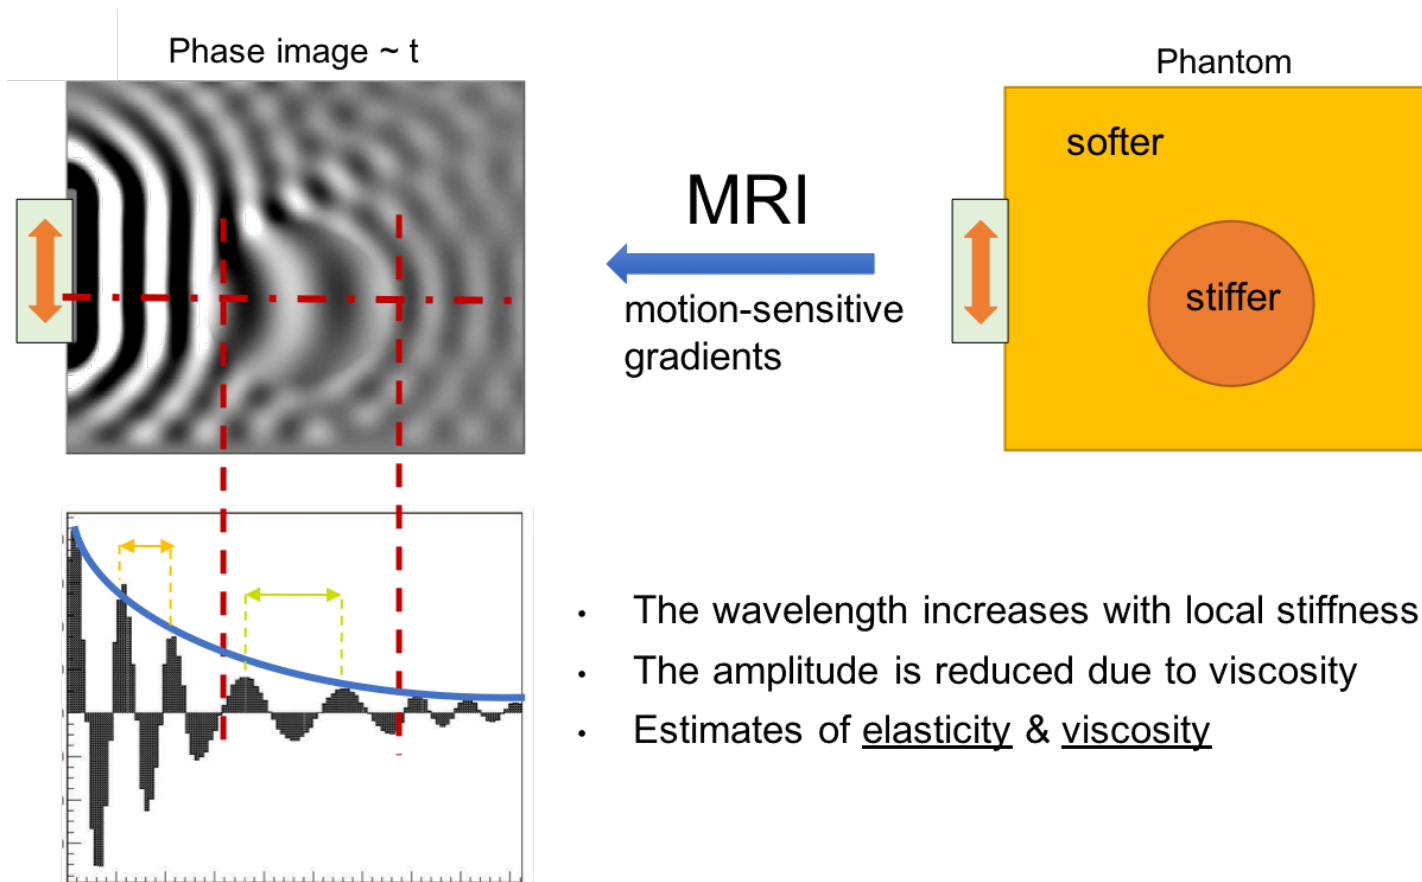 Phase image ~ t
Phantom
softer
MRI
stiffer
motion-sensitive
gradients
• The wavelength increases with local stiffness
• The amplitude is reduced due to viscosity
• Estimates of elasticity & viscosity